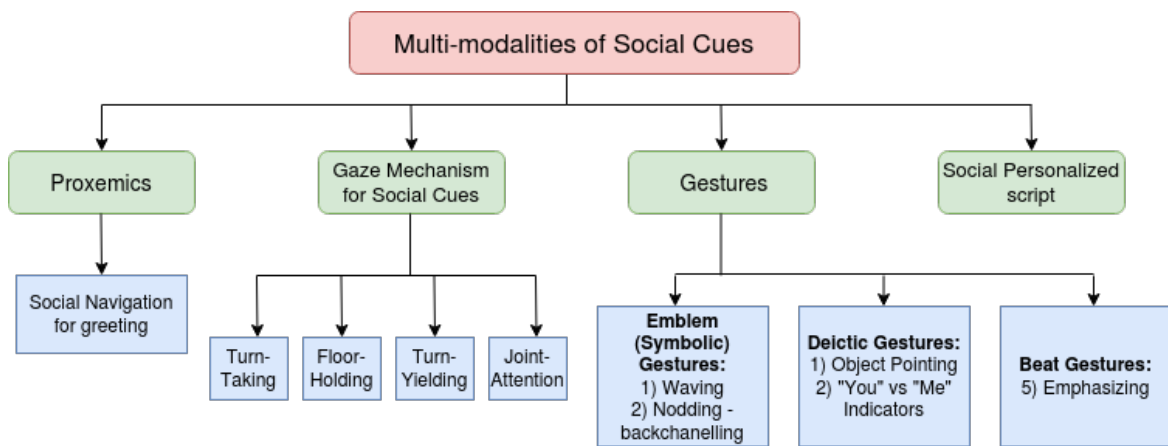 Multi-modalities of Social Cues
Proxemics
Gaze Mechanism
for Social Cues
Gestures
Social Personalized
script
Social Navigation
for greeting
Turn-
Taking
Floor-
Holding
Turn-
Yielding
Joint-
Attention
Emblem
(Symbolic)
Gestures:
1) Waving
2) Nodding -
backchanelling
Deictic Gestures:
1) Object Pointing
2) "You" vs "Me"
Indicators
Beat Gestures:
5) Emphasizing